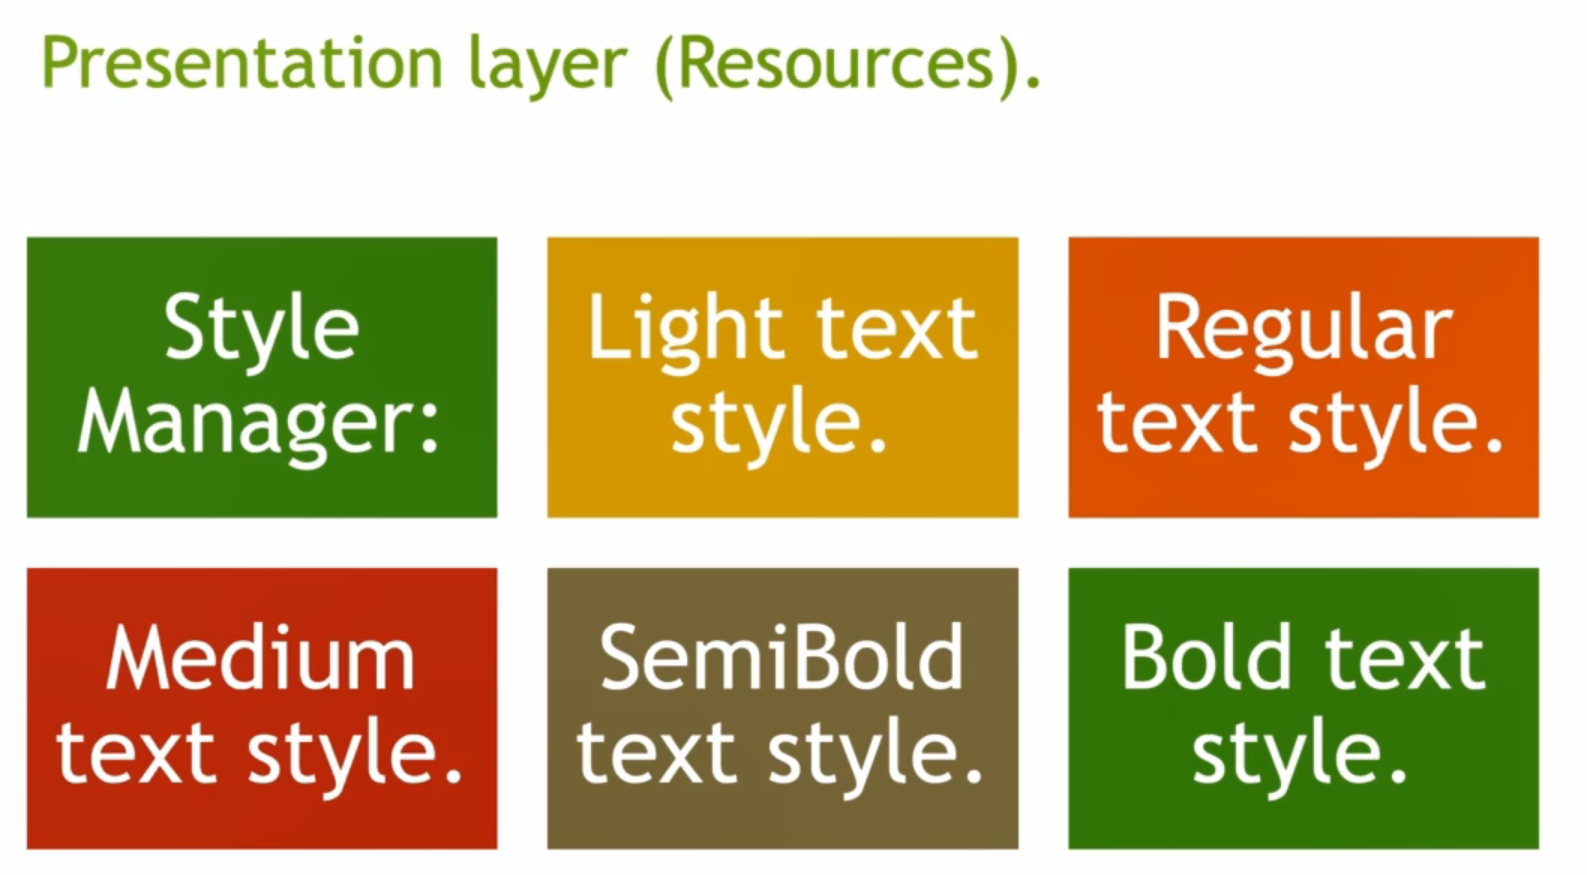 Presentation layer (Resources).
Style
Manager:
Light text
style.
Regular
text style.
Medium
text style.
SemiBold
text style.
Bold text
style.